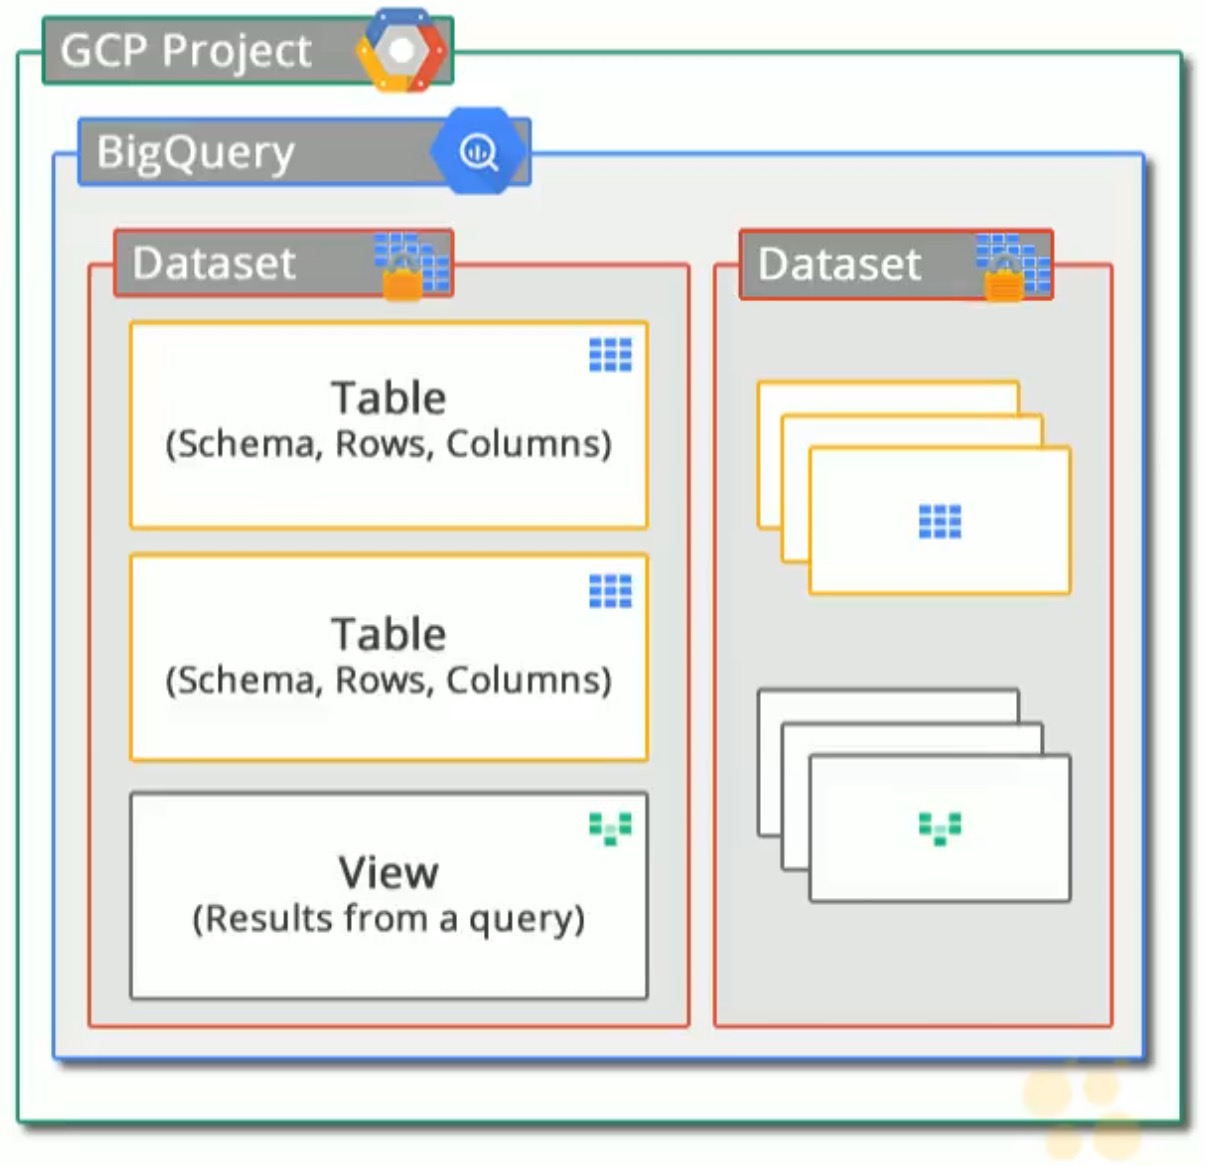 GCP Project
BigQuery
Dataset
Table
(Schema, Rows, Columns)
Table
(Schema, Rows, Columns)
View
(Results from a query)
Dataset